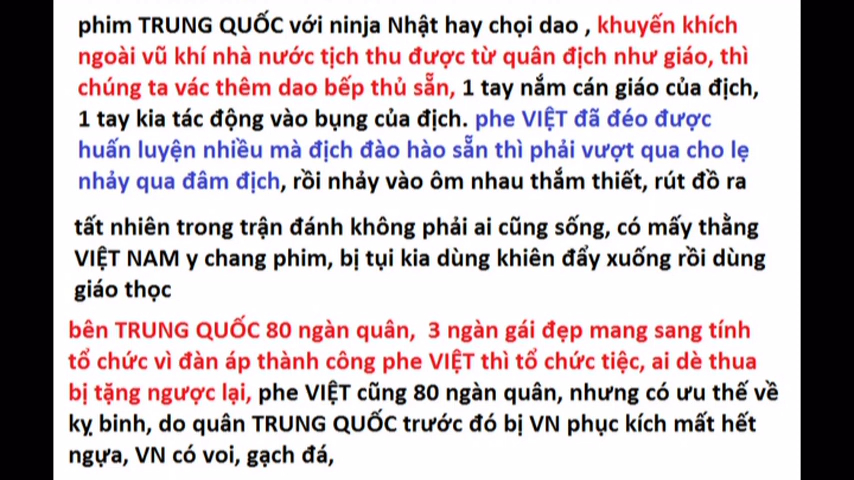 phim TRUNG QUỐC với ninja Nhật hay chọi dao , khuyến khích
ngoài vũ khí nhà nước tịch thu được từ quân địch như giáo, thì
chúng ta vác thêm dao bếp thủ sẵn, 1 tay nắm cán giáo của địch,
1 tay kia tác động vào bụng của địch. phe VIỆT đã đéo được
huấn luyện nhiều mà địch đào hào sẵn thì phải vượt qua cho lẹ
nhảy qua đâm địch, rồi nhảy vào ôm nhau thắm thiết, rút đồ ra
tất nhiên trong trận đánh không phải ai cũng sống, có mấy thằng
VIỆT NAM y chang phim, bị tụi kia dùng khiên đẩy xuống rồi dùng
giáo thọc
bên TRUNG QUỐC 80 ngàn quân, 3 ngàn gái đẹp mang sang tính
tổ chức vì đàn áp thành công phe VIỆT thì tổ chức tiệc, ai dè thua
bị tặng ngược lại, phe VIỆT cũng 80 ngàn quân, nhưng có ưu thế về
kỵ binh, do quân TRUNG QUỐC trước đó bị VN phục kích mất hết
ngựa, VN có voi, gạch đá,